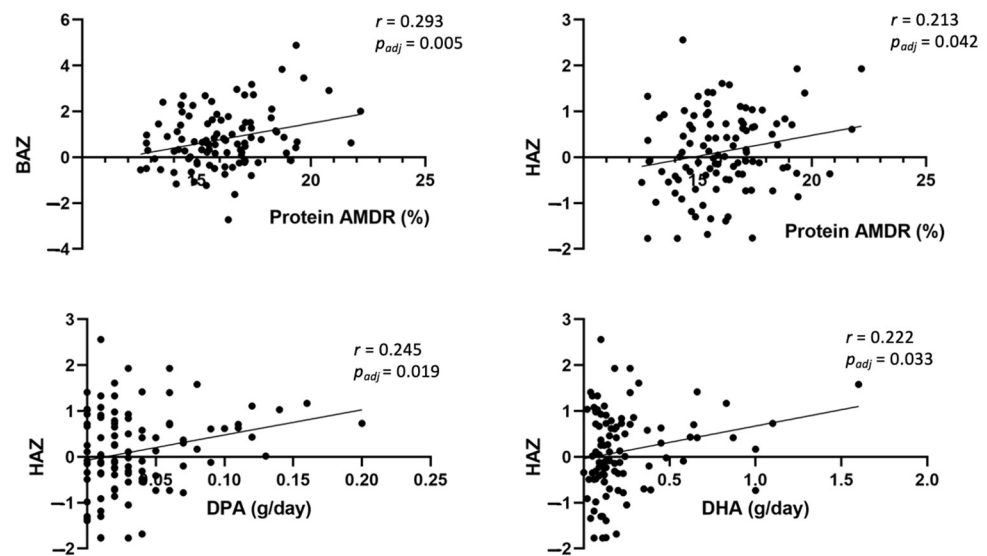 6
4
2
0
−2
−4
BAZ
15
20
25
Protein AMDR (%)
r = 0.293
padj = 0.005
3
2
1
0
−1
−2
HAZ
15
20
25
Protein AMDR (%)
r = 0.213
padj = 0.042
3
2
1
0
−1
−2
HAZ
0.05
0.10
0.15
0.20
0.25
DPA (g/day)
r = 0.245
padj = 0.019
3
2
1
0
−1
−2
HAZ
0.5
1.0
1.5
2.0
DHA (g/day)
r = 0.222
padj = 0.033